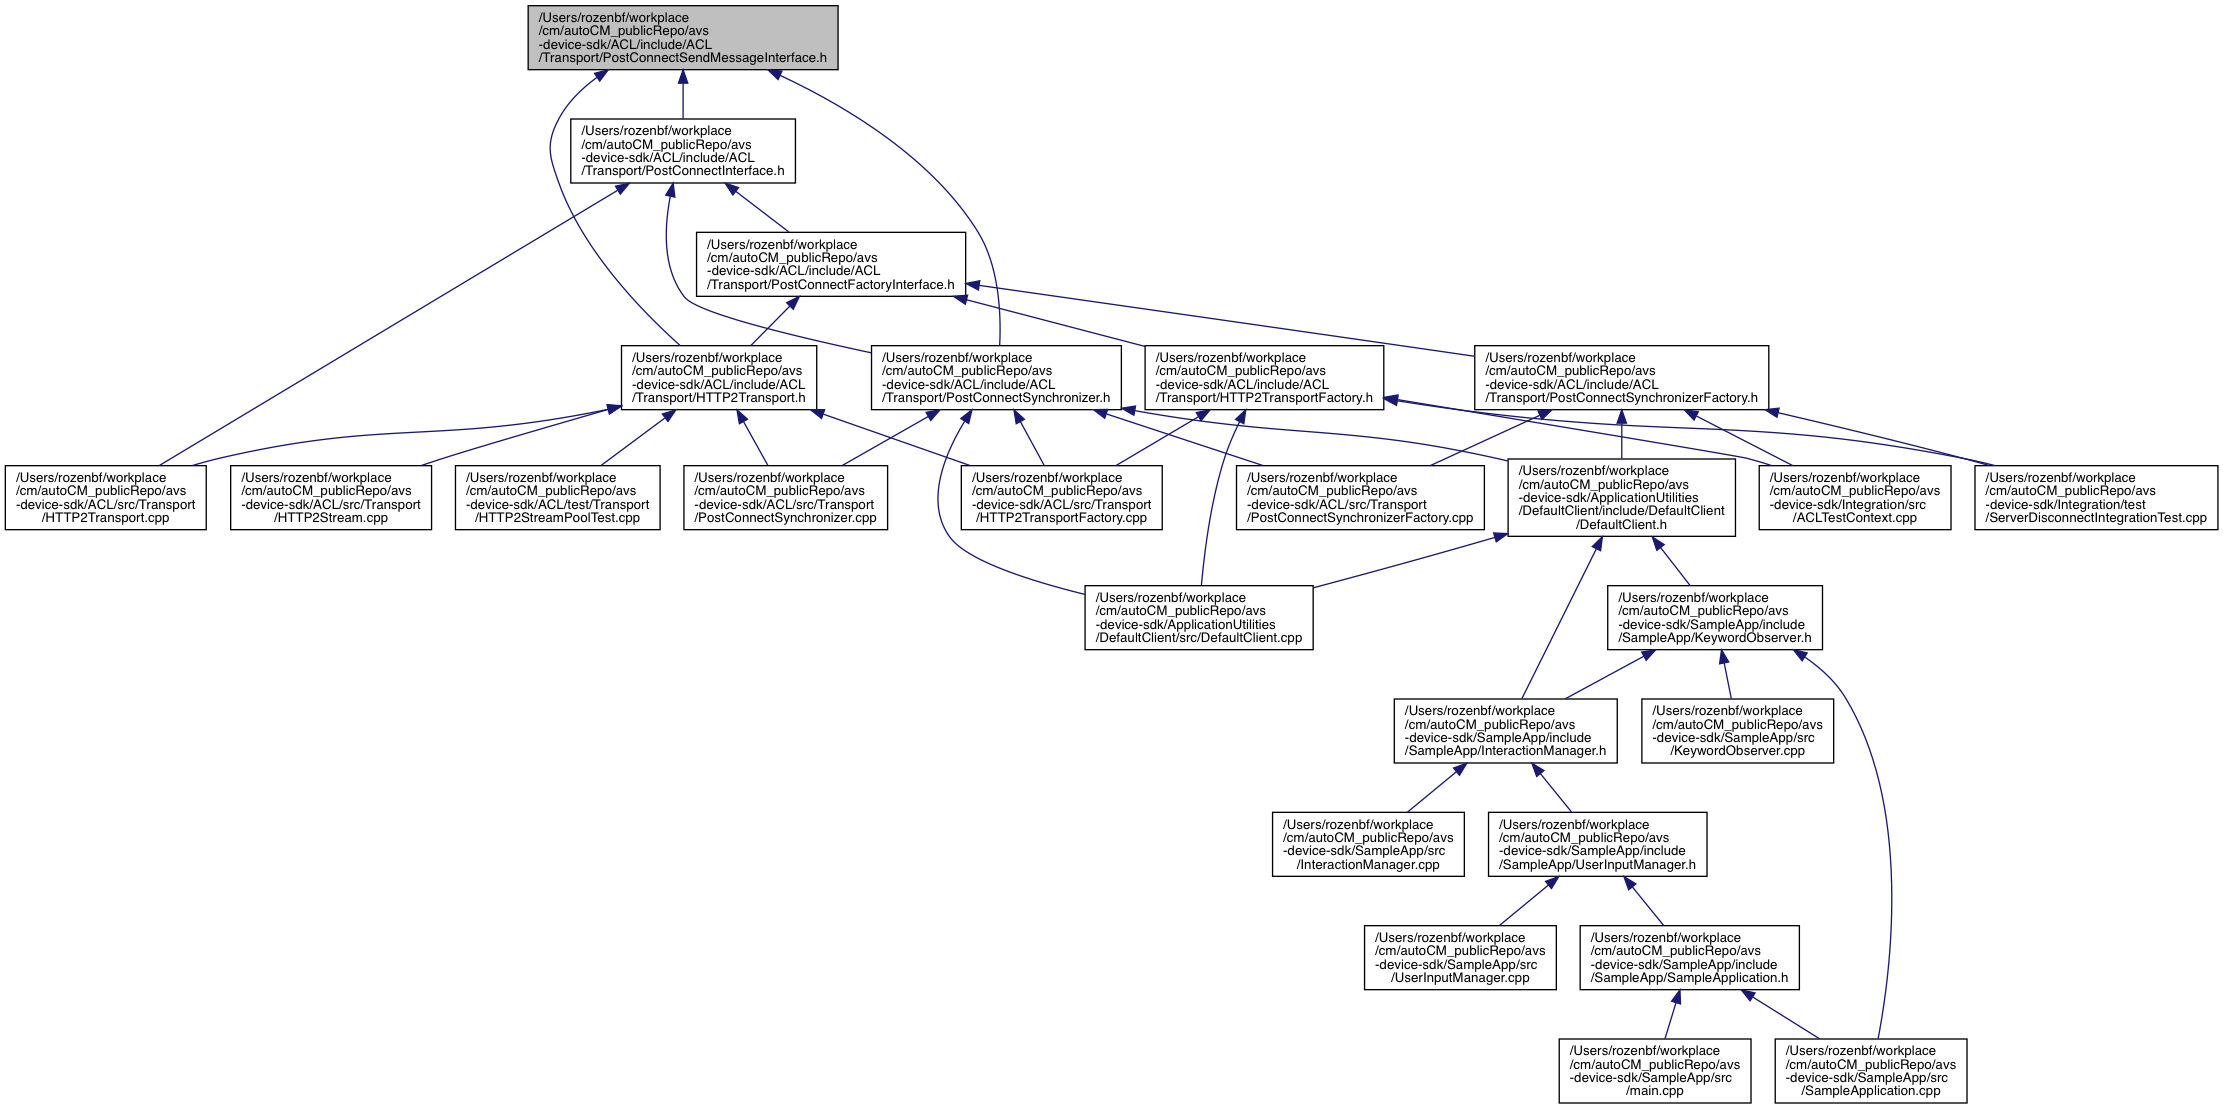 /Users/rozenbf/workplace
/cm/autoCM_publicRepo/avs
-device-sdk/ACL/include/ACL
/Transport/PostConnectSendMessageInterface.h
/Users/rozenbf/workplace
/cm/autoCM_publicRepo/avs
-device-sdk/ACL/include/ACL
/Transport/PostConnectInterface.h
/Users/rozenbf/workplace
/cm/autoCM_publicRepo/avs
-device-sdk/ACL/include/ACL
/Transport/PostConnectFactoryInterface.h
/Users/rozenbf/workplace
/cm/autoCM_publicRepo/avs
-device-sdk/ACL/include/ACL
/Transport/HTTP2Transport.h
/Users/rozenbf/workplace
/cm/autoCM_publicRepo/avs
-device-sdk/ACL/include/ACL
/Transport/PostConnectSynchronizer.h
/Users/rozenbf/workplace
/cm/autoCM_publicRepo/avs
-device-sdk/ACL/include/ACL
/Transport/HTTP2TransportFactory.h
/Users/rozenbf/workplace
/cm/autoCM_publicRepo/avs
-device-sdk/ACL/include/ACL
/Transport/PostConnectSynchronizerFactory.h
/Users/rozenbf/workplace
/cm/autoCM_publicRepo/avs
-device-sdk/ACL/src/Transport
/HTTP2Transport.cpp
/Users/rozenbf/workplace
/cm/autoCM_publicRepo/avs
-device-sdk/ACL/src/Transport
/HTTP2Stream.cpp
/Users/rozenbf/workplace
/cm/autoCM_publicRepo/avs
-device-sdk/ACL/test/Transport
/HTTP2StreamPoolTest.cpp
/Users/rozenbf/workplace
/cm/autoCM_publicRepo/avs
-device-sdk/ACL/src/Transport
/PostConnectSynchronizer.cpp
/Users/rozenbf/workplace
/cm/autoCM_publicRepo/avs
-device-sdk/ACL/src/Transport
/HTTP2TransportFactory.cpp
/Users/rozenbf/workplace
/cm/autoCM_publicRepo/avs
-device-sdk/ACL/src/Transport
/PostConnectSynchronizerFactory.cpp
/Users/rozenbf/workplace
/cm/autoCM_publicRepo/avs
-device-sdk/ApplicationUtilities
/DefaultClient/include/DefaultClient
/DefaultClient.h
/Users/rozenbf/workplace
/cm/autoCM_publicRepo/avs
-device-sdk/Integration/src
/ACLTestContext.cpp
/Users/rozenbf/workplace
/cm/autoCM_publicRepo/avs
-device-sdk/Integration/test
/ServerDisconnectIntegrationTest.cpp
/Users/rozenbf/workplace
/cm/autoCM_publicRepo/avs
-device-sdk/ApplicationUtilities
/DefaultClient/src/DefaultClient.cpp
/Users/rozenbf/workplace
/cm/autoCM_publicRepo/avs
-device-sdk/SampleApp/include
/SampleApp/KeywordObserver.h
/Users/rozenbf/workplace
/cm/autoCM_publicRepo/avs
-device-sdk/SampleApp/include
/SampleApp/InteractionManager.h
/Users/rozenbf/workplace
/cm/autoCM_publicRepo/avs
-device-sdk/SampleApp/src
/KeywordObserver.cpp
/Users/rozenbf/workplace
/cm/autoCM_publicRepo/avs
-device-sdk/SampleApp/src
/InteractionManager.cpp
/Users/rozenbf/workplace
/cm/autoCM_publicRepo/avs
-device-sdk/SampleApp/include
/SampleApp/UserInputManager.h
/Users/rozenbf/workplace
/cm/autoCM_publicRepo/avs
-device-sdk/SampleApp/src
/UserInputManager.cpp
/Users/rozenbf/workplace
/cm/autoCM_publicRepo/avs
-device-sdk/SampleApp/include
/SampleApp/SampleApplication.h
/Users/rozenbf/workplace
/cm/autoCM_publicRepo/avs
-device-sdk/SampleApp/src
/main.cpp
/Users/rozenbf/workplace
/cm/autoCM_publicRepo/avs
-device-sdk/SampleApp/src
/SampleApplication.cpp